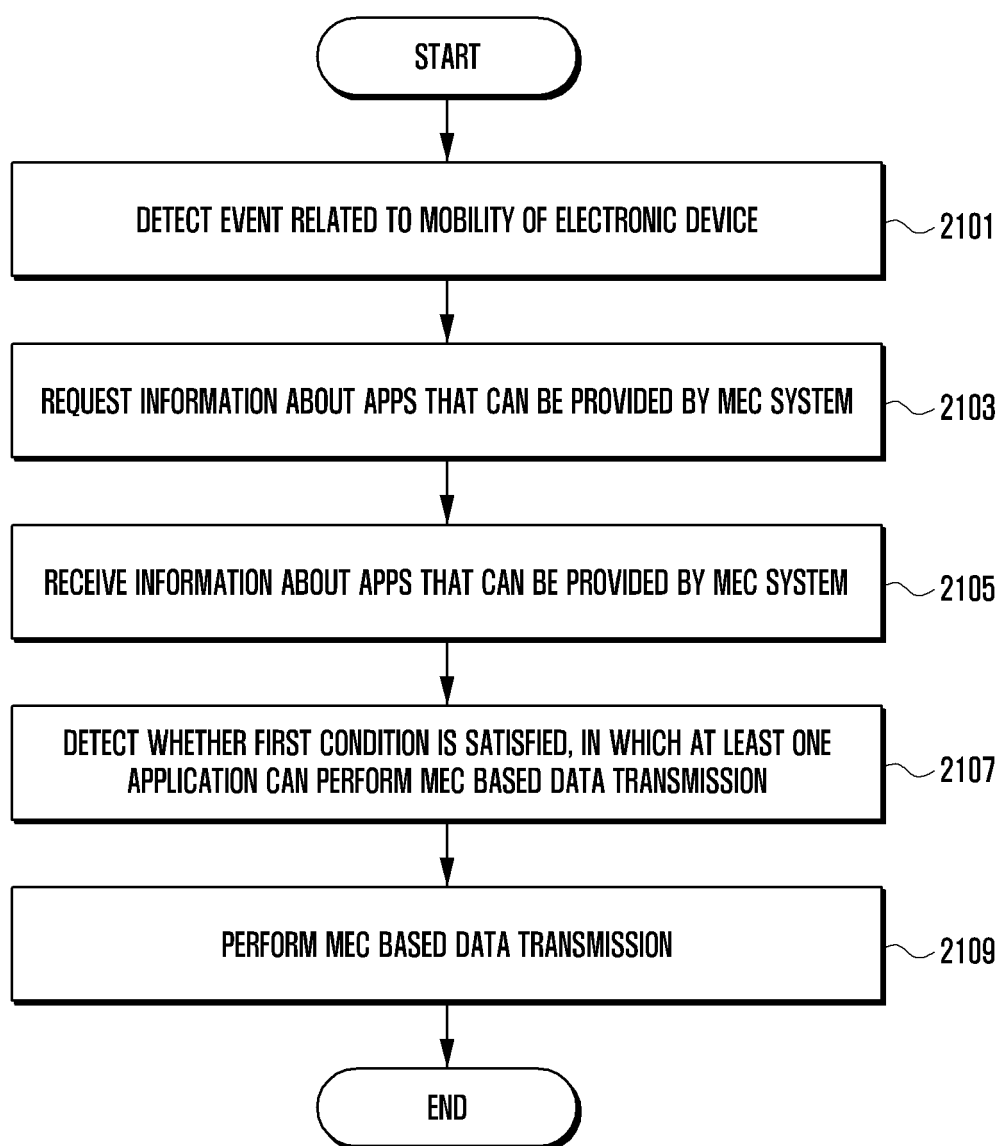 START
DETECT EVENT RELATED TO MOBILITY OF ELECTRONIC DEVICE
2101
REQUEST INFORMATION ABOUT APPS THAT CAN BE PROVIDED BY MEC SYSTEM
2103
RECEIVE INFORMATION ABOUT APPS THAT CAN BE PROVIDED BY MEC SYSTEM
2105
DETECT WHETHER FIRST CONDITION IS SATISFIED, IN WHICH AT LEAST ONE
APPLICATION CAN PERFORM MEC BASED DATA TRANSMISSION
2107
PERFORM MEC BASED DATA TRANSMISSION
2109
END